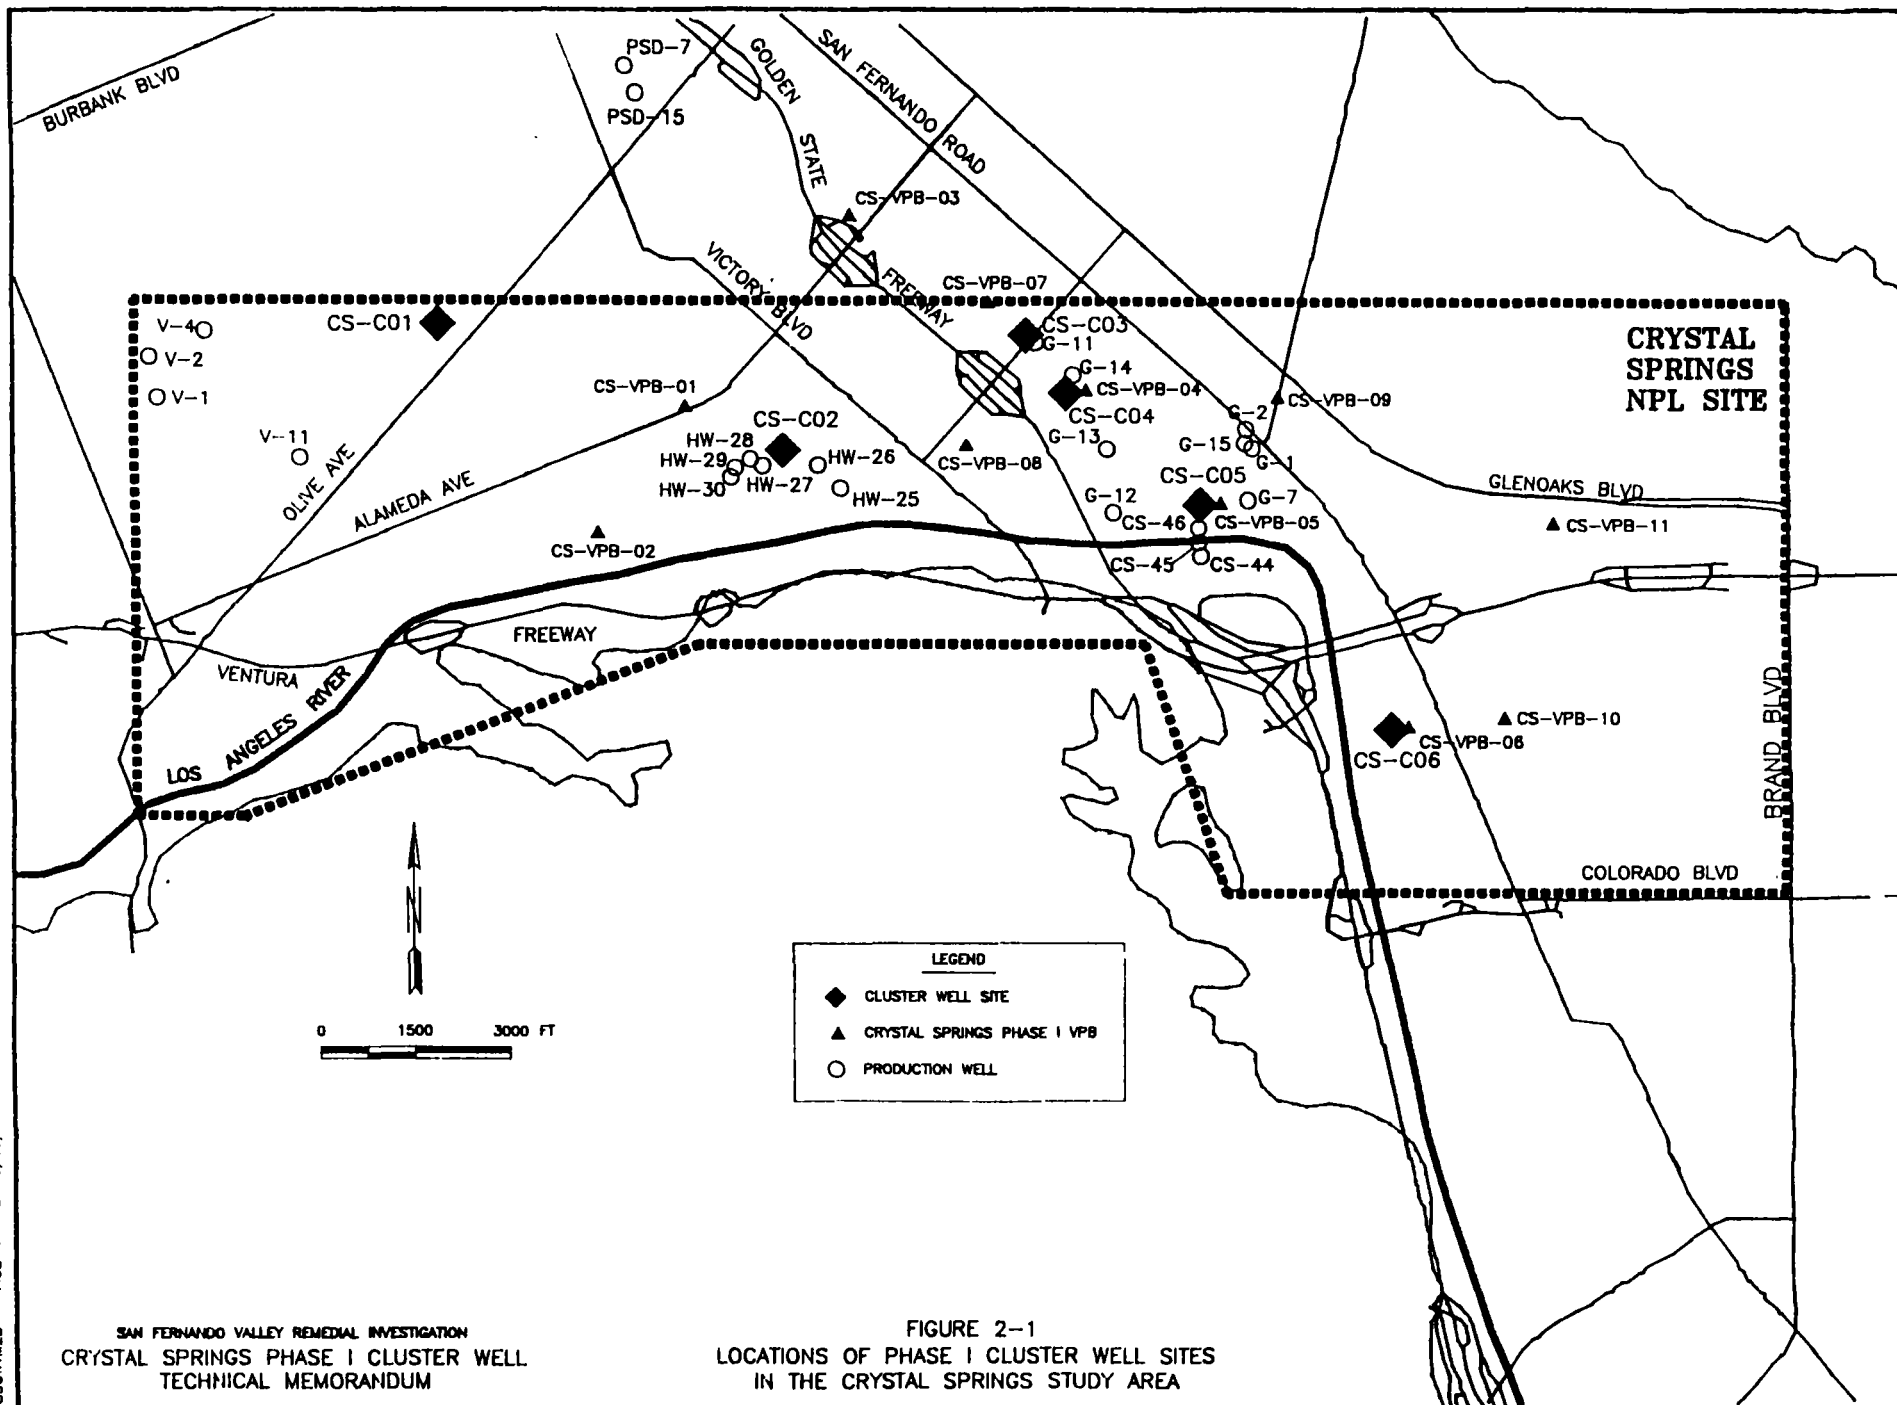 BURBANK BLVD
PSD-7
PSD-15
GOLDEN
STATE
FREEWAY
SAN FERNANDO ROAD
CS-VPB-03
VICTORY BLVD
CS-VPB-07
V-4
V-2
V-1
V-11
CS-C01
CS-C03
G-11
G-14
CS-VPB-04
CS-C04
G-13
CRYSTAL
SPRINGS
NPL SITE
CS-VPB-01
CS-C02
HW-28
HW-29
HW-30
HW-27
HW-26
HW-25
CS-VPB-08
G-2
CS-VPB-09
G-15
G-1
CS-C05
G-7
G-12
CS-46
CS-VPB-05
CS-45
CS-44
GLENOAKS BLVD
CS-VPB-11
OLIVE AVE
ALAMEDA AVE
CS-VPB-02
VENTURA
FREEWAY
LOS ANGELES RIVER
CS-VPB-10
CS-VPB-06
CS-C06
BRAND BLVD
COLORADO BLVD
N
0 1500 3000 FT
LEGEND
CLUSTER WELL SITE
CRYSTAL SPRINGS PHASE I VPB
PRODUCTION WELL
SAN FERNANDO VALLEY REMEDIAL INVESTIGATION
CRYSTAL SPRINGS PHASE I CLUSTER WELL
TECHNICAL MEMORANDUM
FIGURE 2-1
LOCATIONS OF PHASE I CLUSTER WELL SITES
IN THE CRYSTAL SPRINGS STUDY AREA